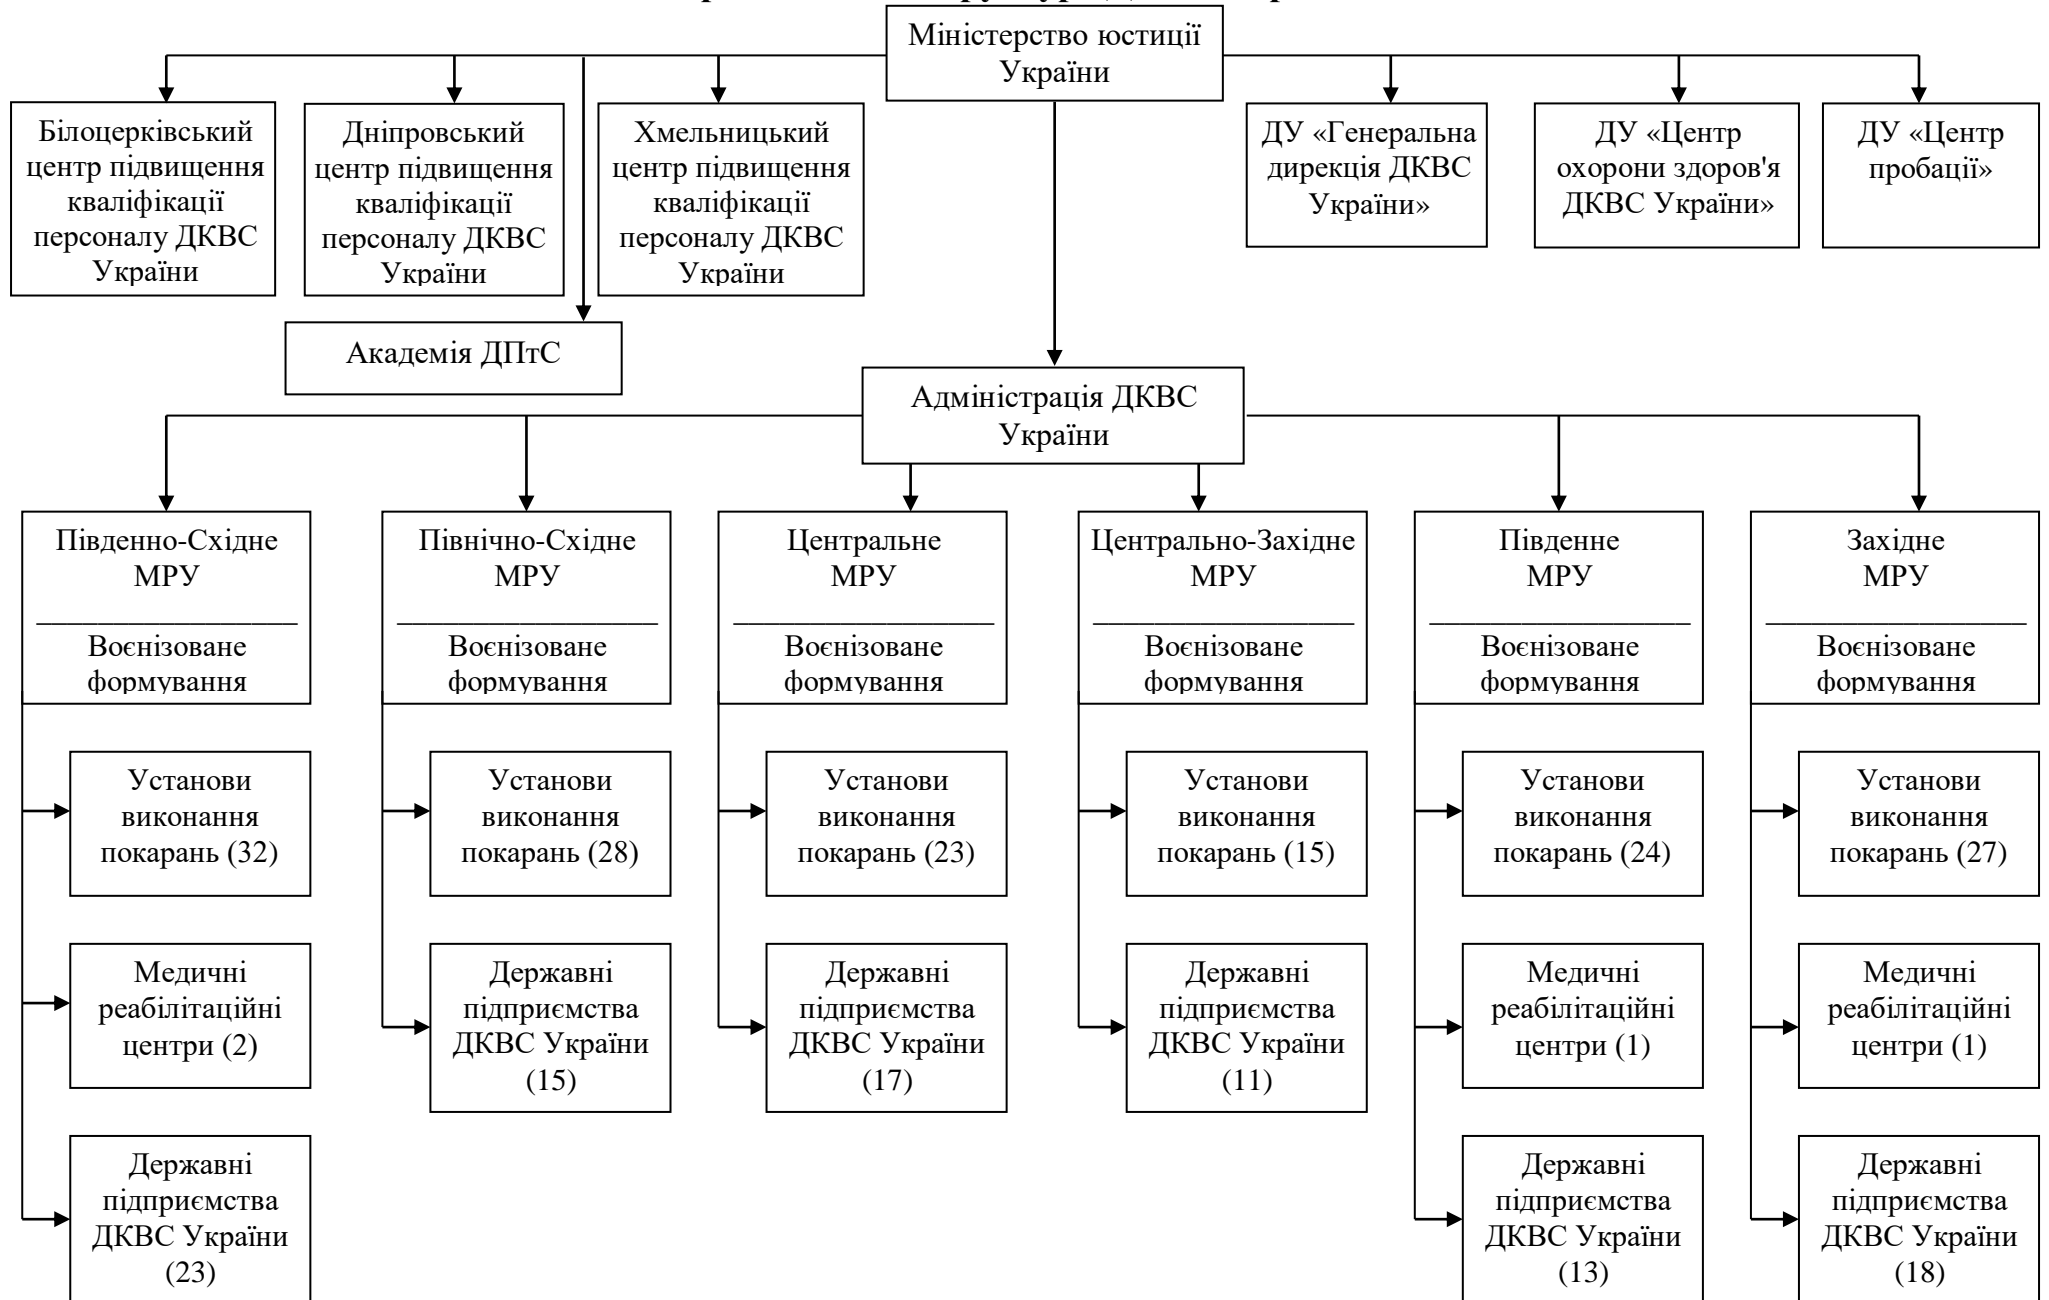 Міністерство юстиції
України
Білоцерківський
центр підвищення
кваліфікації
персоналу ДКВС
України
Дніпровський
центр підвищення
кваліфікації
персоналу ДКВС
України
Хмельницький
центр підвищення
кваліфікації
персоналу ДКВС
України
ДУ «Генеральна
дирекція ДКВС
України»
ДУ «Центр
охорони здоров'я
ДКВС України»
ДУ «Центр
пробації»
Академія ДПтС
Адміністрація ДКВС
України
Південно-Східне
МРУ
Воєнізоване
формування
Північно-Східне
МРУ
Воєнізоване
формування
Центральне
МРУ
Воєнізоване
формування
Центрально-Західне
МРУ
Воєнізоване
формування
Південне
МРУ
Воєнізоване
формування
Західне
МРУ
Воєнізоване
формування
Установи
виконання
покарань (32)
Установи
виконання
покарань (28)
Установи
виконання
покарань (23)
Установи
виконання
покарань (15)
Установи
виконання
покарань (24)
Установи
виконання
покарань (27)
Медичні
реабілітаційні
центри (2)
Державні
підприємства
ДКВС України
(15)
Державні
підприємства
ДКВС України
(17)
Державні
підприємства
ДКВС України
(11)
Медичні
реабілітаційні
центри (1)
Медичні
реабілітаційні
центри (1)
Державні
підприємства
ДКВС України
(23)
Державні
підприємства
ДКВС України
(13)
Державні
підприємства
ДКВС України
(18)